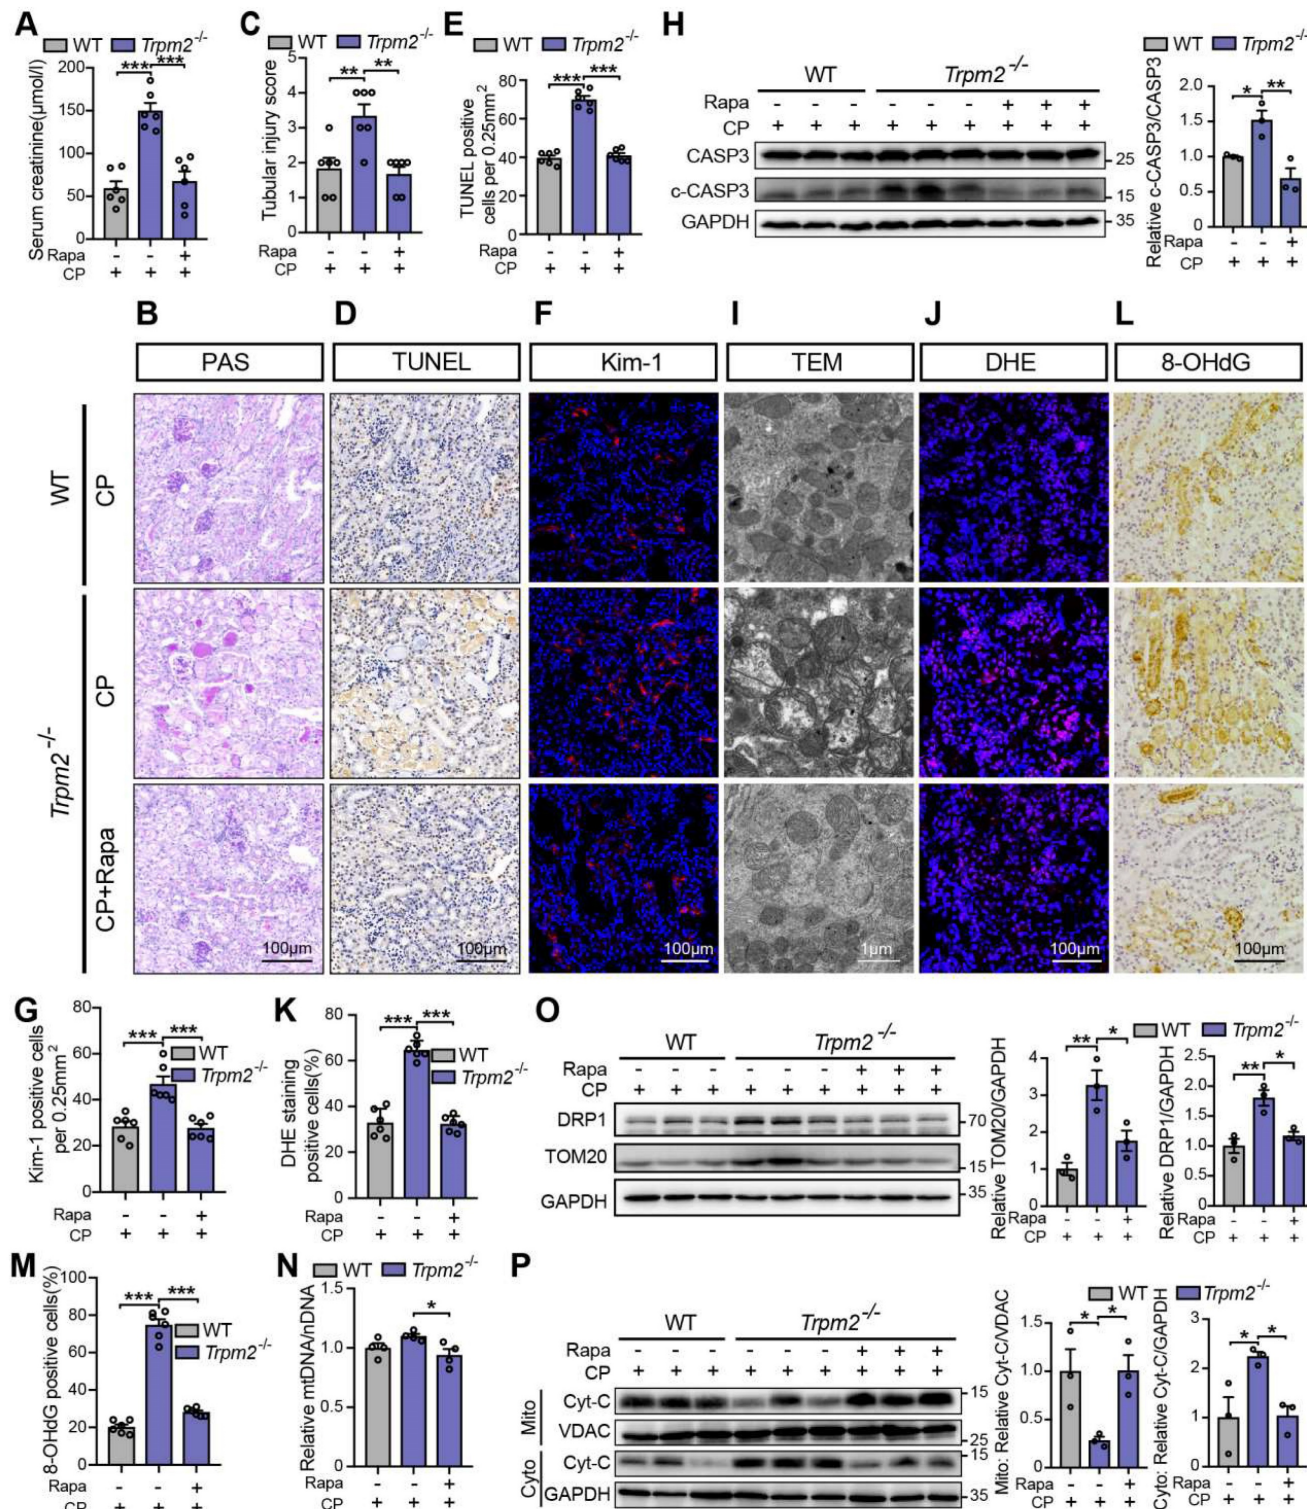 A
WT Trpm2-/-
Serum creatinine(μmol/l)
200
150
100
50
0
*** ***
Rapa - - +
CP + + +
C
WT Trpm2-/-
Tubular injury score
5
4
3
2
1
0
** **
Rapa - - +
CP + + +
E
WT Trpm2-/-
TUNEL positive
cells per 0.25mm2
80
60
40
20
0
*** ***
Rapa - - +
CP + + +
H
WT Trpm2-/-
Rapa - - - - - - + + +
CP + + + + + + + + +
CASP3 25
c-CASP3 15
GAPDH 35
WT Trpm2-/-
Relative c-CASP3/CASP3
2.0
1.5
1.0
0.5
0.0
* **
Rapa - - +
CP + + +
B D F I J L
PAS TUNEL Kim-1 TEM DHE 8-OHdG
WT CP
Trpm2-/- CP
CP+Rapa
100μm 100μm 100μm 1μm 100μm 100μm
G
Kim-1 positive cells
per 0.25mm2
80
60
40
20
0
*** ***
WT
Trpm2-/-
Rapa - - +
CP + + +
K
DHE staining
positive cells(%)
80
60
40
20
0
*** ***
WT
Trpm2-/-
Rapa - - +
CP + + +
O
WT Trpm2-/-
Rapa - - - - - - + + +
CP + + + + + + + + +
DRP1 70
TOM20 15
GAPDH 35
WT Trpm2-/-
Relative TOM20/GAPDH
4
3
2
1
0
** *
Rapa - - +
CP + + +
Relative DRP1/GAPDH
2.5
2.0
1.5
1.0
0.5
0.0
** *
Rapa - - +
CP + + +
M
8-OHdG positive cells(%)
100
80
60
40
20
0
*** ***
WT
Trpm2-/-
Rapa - - +
CP + + +
N
WT Trpm2-/-
Relative mtDNA/nDNA
1.5
1.0
0.5
0.0
*
Rapa - - +
CP + + +
P
WT Trpm2-/-
Rapa - - - - - - + + +
CP + + + + + + + + +
Mito
Cyt-C 15
VDAC 25
Cyto
Cyt-C 15
GAPDH 35
WT Trpm2-/-
Mito: Relative Cyt-C/VDAC
1.5
1.0
0.5
0.0
* *
Rapa - - +
CP + + +
Cyto: Relative Cyt-C/GAPDH
3
2
1
0
* *
Rapa - - +
CP + + +